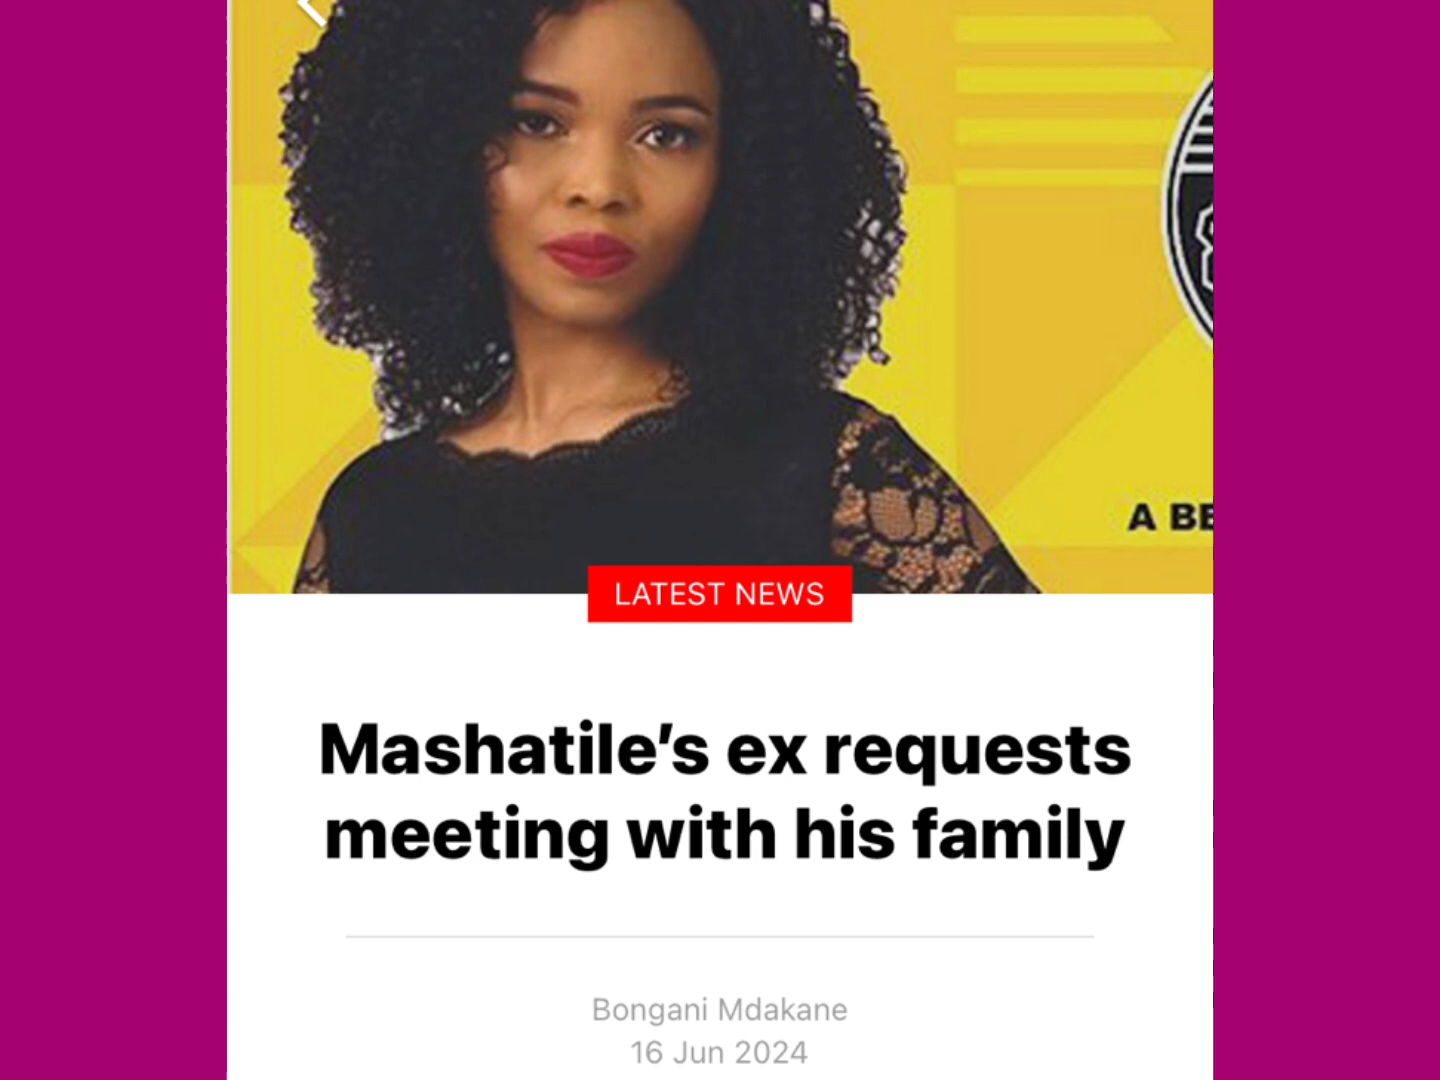 A BE
LATEST NEWS
Mashatile’s ex requests
meeting with his family
Bongani Mdakane
16 Jun 2024